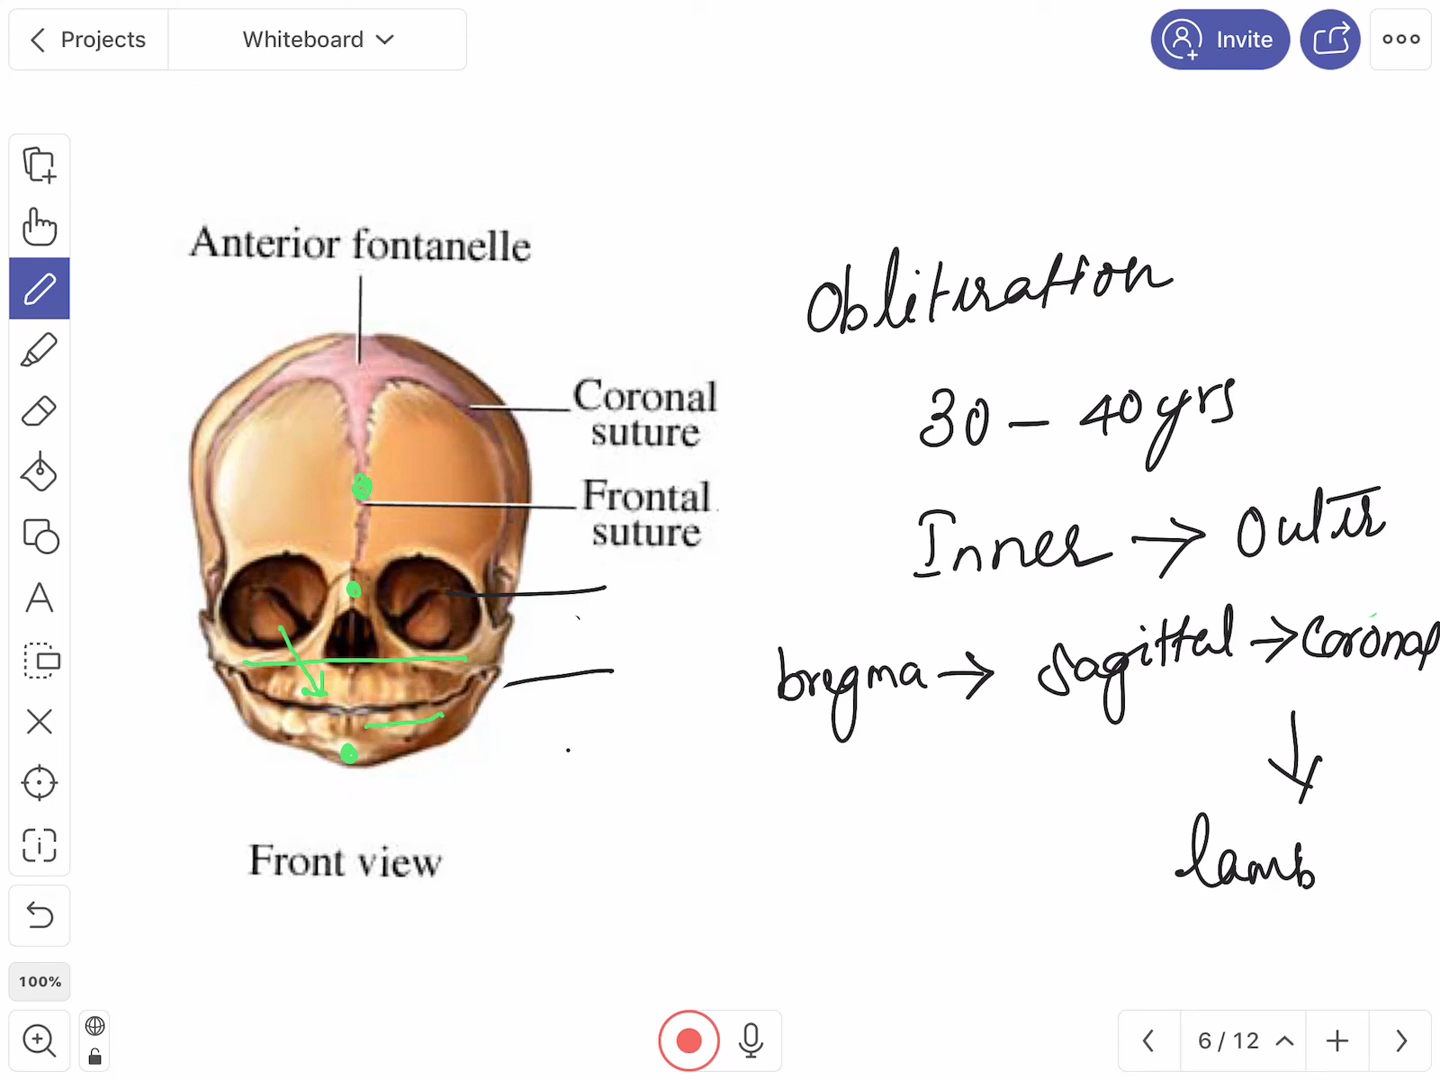 Projects
Whiteboard
Invite
Anterior fontanelle
Coronal
suture
Frontal
suture
Front view
Obliteration
30 - 40 yrs
Inner → Outer
bregma → Sagittal → Coronal
↓
lamb
100%
6 / 12